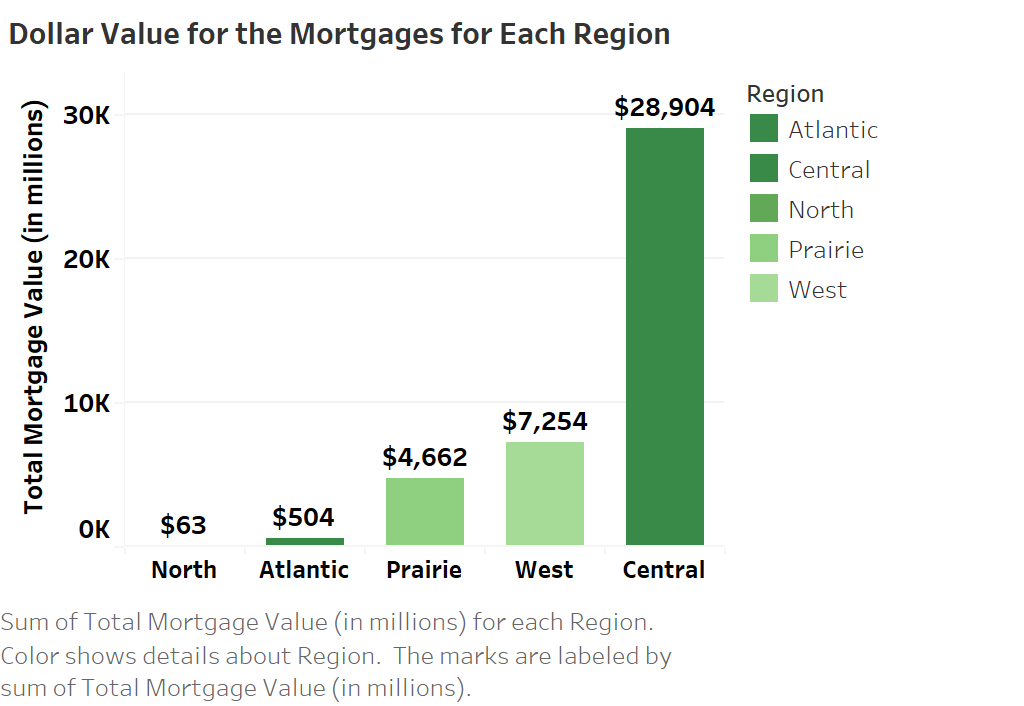 Dollar Value for the Mortgages for Each Region
Total Mortgage Value (in millions)
30K
20K
10K
0K
$63
$504
$4,662
$7,254
$28,904
North
Atlantic
Prairie
West
Central
Region
Atlantic
Central
North
Prairie
West
Sum of Total Mortgage Value (in millions) for each Region.
Color shows details about Region.  The marks are labeled by
sum of Total Mortgage Value (in millions).